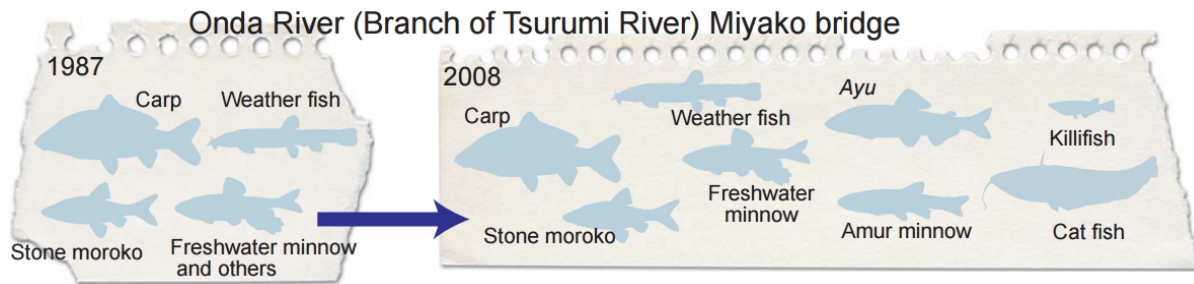 Onda River (Branch of Tsurumi River) Miyako bridge
1987
Carp
Weather fish
Stone moroko
Freshwater minnow
and others
2008
Carp
Weather fish
Ayu
Killifish
Stone moroko
Freshwater
minnow
Amur minnow
Cat fish